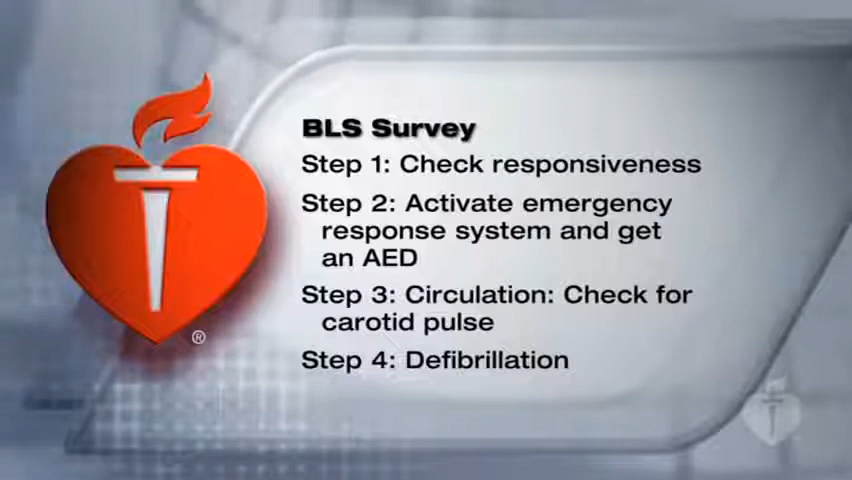 BLS Survey
Step 1: Check responsiveness
Step 2: Activate emergency
response system and get
an AED
Step 3: Circulation: Check for
carotid pulse
Step 4: Defibrillation
®